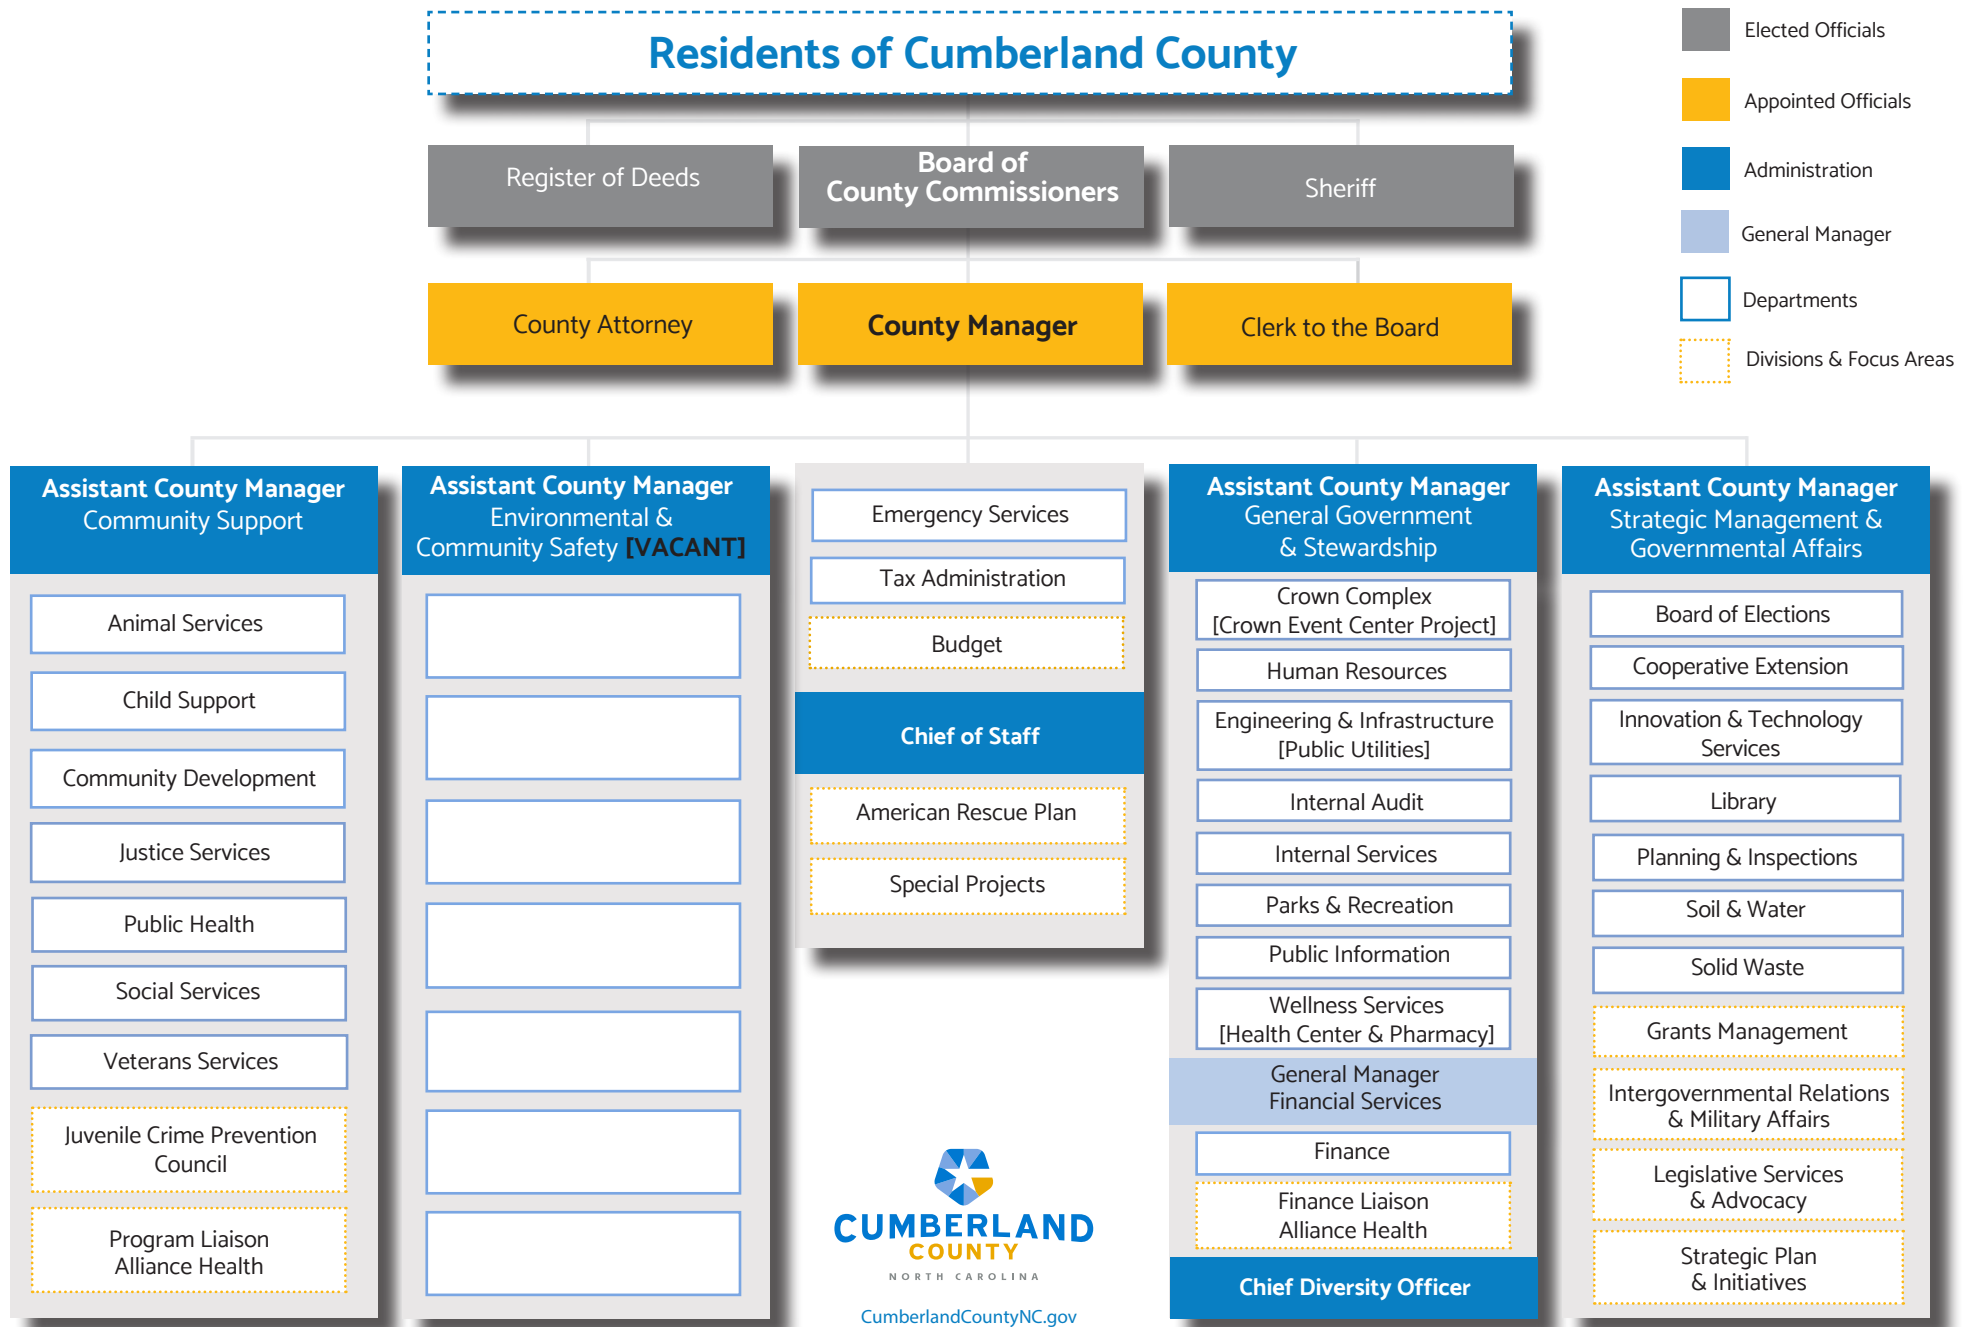 Residents of Cumberland County
Elected Officials
Appointed Officials
Administration
General Manager
Departments
Divisions & Focus Areas
Register of Deeds
Board of
County Commissioners
Sheriff
County Attorney
County Manager
Clerk to the Board
Assistant County Manager
Community Support
Animal Services
Child Support
Community Development
Justice Services
Public Health
Social Services
Veterans Services
Juvenile Crime Prevention
Council
Program Liaison
Alliance Health
Assistant County Manager
Environmental &
Community Safety [VACANT]
Emergency Services
Tax Administration
Budget
Chief of Staff
American Rescue Plan
Special Projects
Assistant County Manager
General Government
& Stewardship
Crown Complex
[Crown Event Center Project]
Human Resources
Engineering & Infrastructure
[Public Utilities]
Internal Audit
Internal Services
Parks & Recreation
Public Information
Wellness Services
[Health Center & Pharmacy]
General Manager
Financial Services
Finance
Finance Liaison
Alliance Health
Chief Diversity Officer
Assistant County Manager
Strategic Management &
Governmental Affairs
Board of Elections
Cooperative Extension
Innovation & Technology
Services
Library
Planning & Inspections
Soil & Water
Solid Waste
Grants Management
Intergovernmental Relations
& Military Affairs
Legislative Services
& Advocacy
Strategic Plan
& Initiatives
CUMBERLAND
COUNTY
NORTH CAROLINA
CumberlandCountyNC.gov